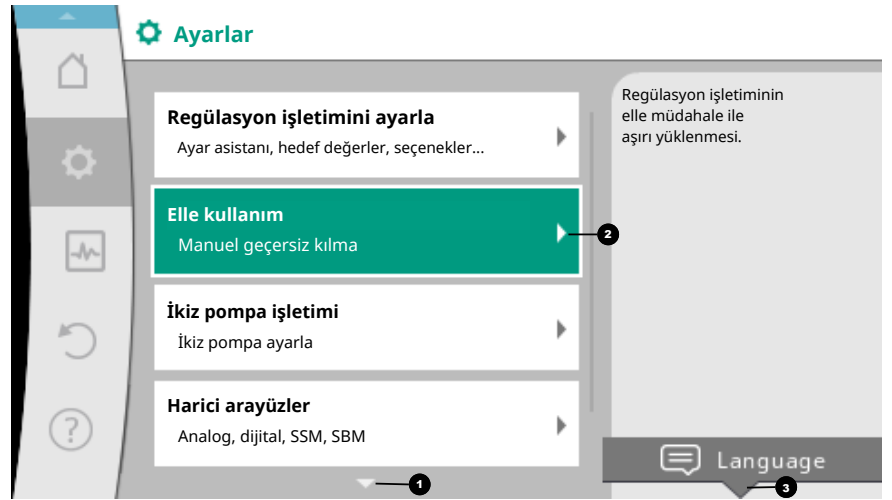 Ayarlar
Regülasyon işletimini ayarla
Ayar asistanı, hedef değerler, seçenekler...
Elle kullanım
Manuel geçersiz kılma
2
İkiz pompa işletimi
İkiz pompa ayarla
Harici arayüzler
Analog, dijital, SSM, SBM
1
Regülasyon işletiminin
elle müdahale ile
aşırı yüklenmesi.
Language
3
?